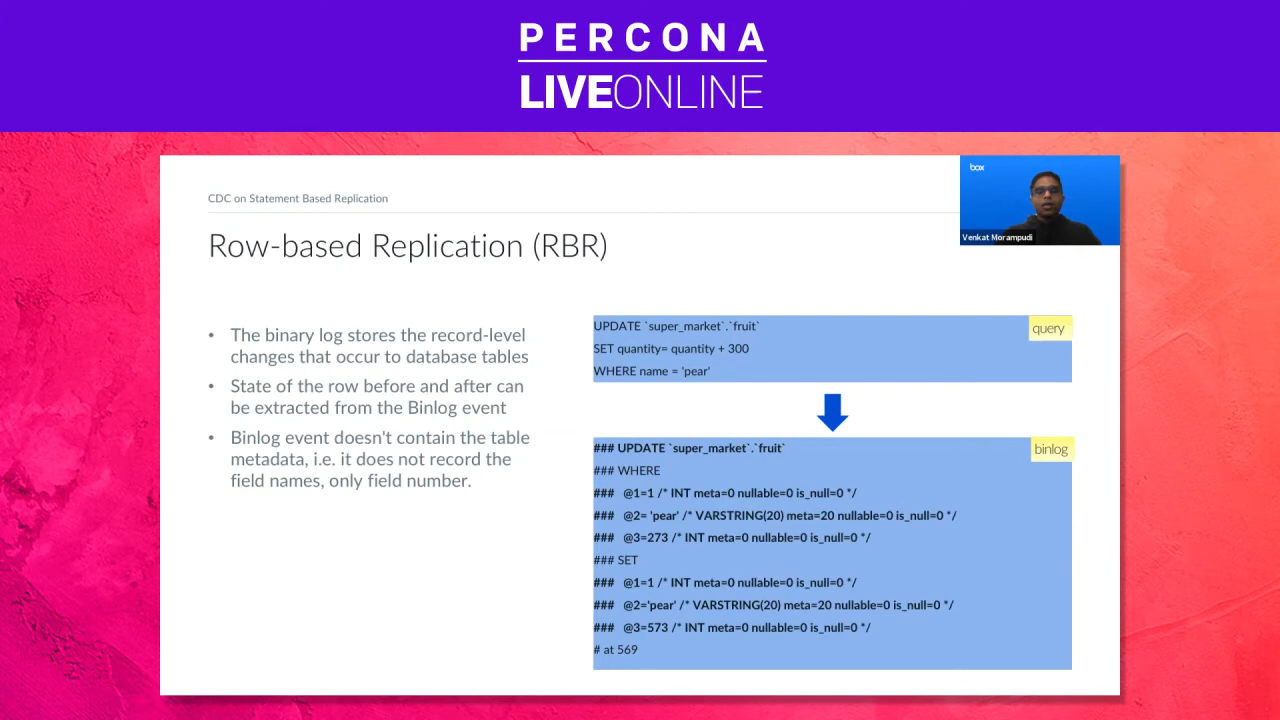 PERCONA
LIVEONLINE
box
Venkat Morampudi
CDC on Statement Based Replication
Row-based Replication (RBR)
• The binary log stores the record-level
changes that occur to database tables
• State of the row before and after can
be extracted from the Binlog event
• Binlog event doesn't contain the table
metadata, i.e. it does not record the
field names, only field number.
query
UPDATE `super_market`.`fruit`
SET quantity= quantity + 300
WHERE name = 'pear'
binlog
### UPDATE `super_market`.`fruit`
### WHERE
### @1=1 /* INT meta=0 nullable=0 is_null=0 */
### @2= 'pear' /* VARSTRING(20) meta=20 nullable=0 is_null=0 */
### @3=273 /* INT meta=0 nullable=0 is_null=0 */
### SET
### @1=1 /* INT meta=0 nullable=0 is_null=0 */
### @2='pear' /* VARSTRING(20) meta=20 nullable=0 is_null=0 */
### @3=573 /* INT meta=0 nullable=0 is_null=0 */
# at 569